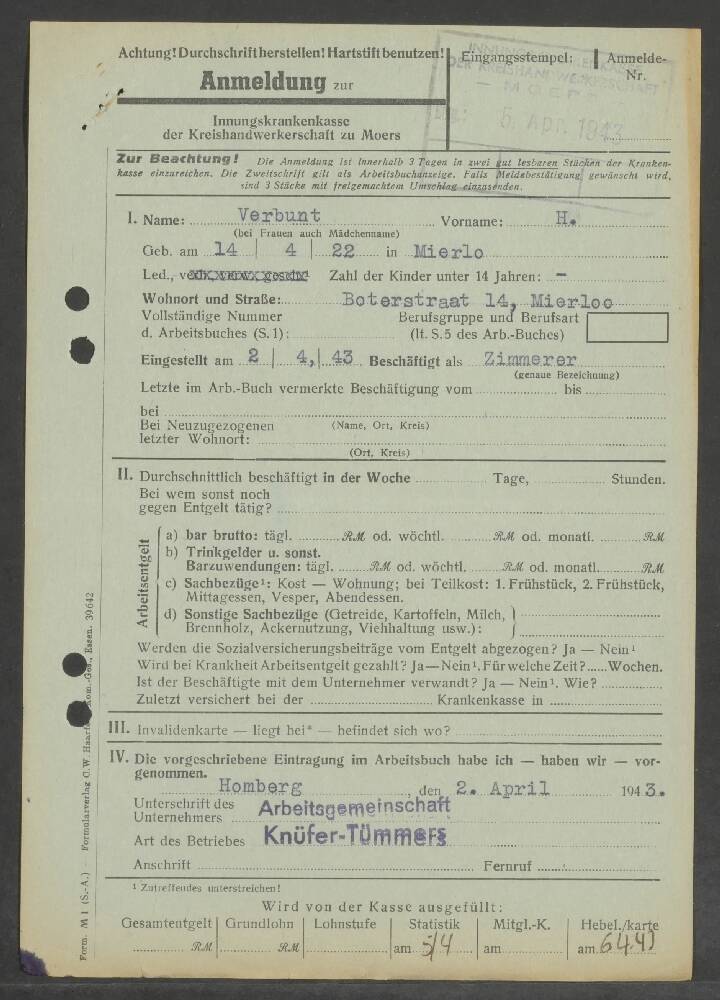 Achtung! Durchschrift herstellen! Hartstift benutzen!
Anmeldung zur
Innungskrankenkasse
der Kreishandwerkerschaft zu Moers
Eingangsstempel:
Anmelde-
Nr.
INNUNGSKRANKENKASSE
DER KREISHANDWERKERSCHAFT
— MOERS
5. APR. 1943
Zur Beachtung! Die Anmeldung ist innerhalb 3 Tagen in zwei gut lesbaren Stücken der Kranken-
kasse einzureichen. Die Zweitschrift gilt als Arbeitsbuchanzeige. Falls Meldebestätigung gewünscht wird,
sind 3 Stücke mit freigemachtem Umschlag einzusenden.
I. Name: Verbunt Vorname: H.
(bei Frauen auch Mädchenname)
Geb. am 14 4 22 in Mierlo
Led., Zahl der Kinder unter 14 Jahren: -
Wohnort und Straße: Boterstraat 14, Mierloo
Vollständige Nummer Berufsgruppe und Berufsart
d. Arbeitsbuches (S. 1): (lt. S. 5 des Arb.-Buches)
Eingestellt am 2 4, 43 Beschäftigt als Zimmerer
(genaue Bezeichnung)
Letzte im Arb.-Buch vermerkte Beschäftigung vom bis
bei
Bei Neuzugezogenen (Name, Ort, Kreis)
letzter Wohnort:
(Ort, Kreis)
II. Durchschnittlich beschäftigt in der Woche Tage, Stunden.
Bei wem sonst noch
gegen Entgelt tätig?
Arbeitsentgelt
a) bar brutto: tägl. RM od. wöchtl. RM od. monatl. RM
b) Trinkgelder u. sonst.
Barzuwendungen: tägl. RM od. wöchtl. RM od. monatl. RM
c) Sachbezüge¹: Kost — Wohnung; bei Teilkost: 1. Frühstück, 2. Frühstück,
Mittagessen, Vesper, Abendessen.
d) Sonstige Sachbezüge (Getreide, Kartoffeln, Milch,
Brennholz, Ackernutzung, Viehhaltung usw.):
Werden die Sozialversicherungsbeiträge vom Entgelt abgezogen? Ja — Nein¹
Wird bei Krankheit Arbeitsentgelt gezahlt? Ja — Nein¹. Für welche Zeit? Wochen.
Ist der Beschäftigte mit dem Unternehmer verwandt? Ja — Nein¹. Wie?
Zuletzt versichert bei der Krankenkasse in
III. Invalidenkarte — liegt bei* — befindet sich wo?
IV. Die vorgeschriebene Eintragung im Arbeitsbuch habe ich — haben wir — vor-
genommen.
Homberg, den 2. April 1943.
Unterschrift des
Unternehmers Arbeitsgemeinschaft
Art des Betriebes Knüfer-Tümmers
Anschrift Fernruf
¹ Zutreffendes unterstreichen!
Wird von der Kasse ausgefüllt:
Gesamtentgelt Grundlohn Lohnstufe Statistik Mitgl.-K. Hebel./karte
RM RM am 5/4 am am 6.4.43
Form. M 1 (S.-A.) Formularverlag C. W. Haarfeld Essen. 39642